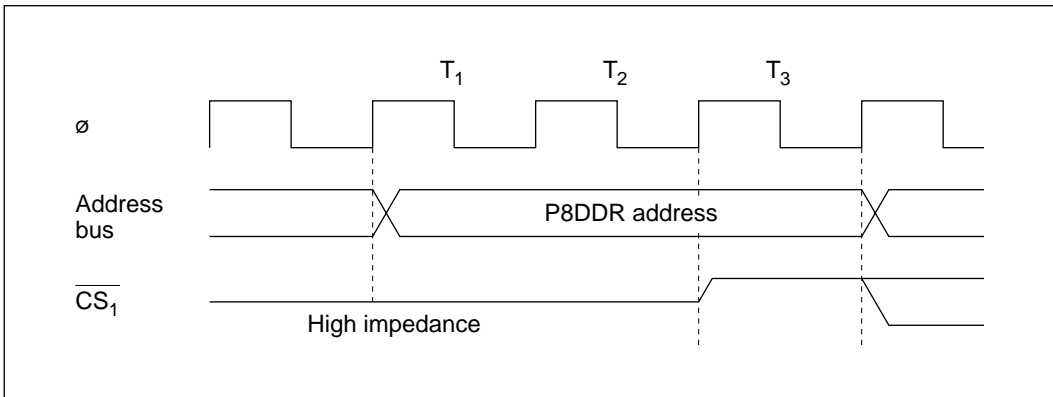 T1 T2 T3
ø
Address
bus
P8DDR address
CS1
High impedance